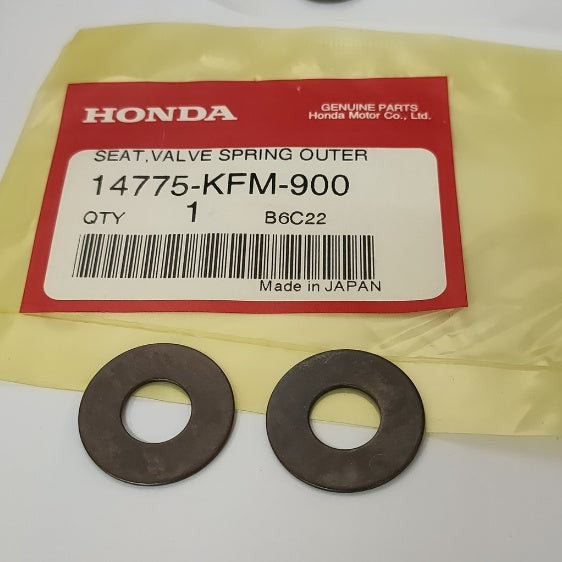 HONDA
GENUINE PARTS
Honda Motor Co., Ltd.
SEAT,VALVE SPRING OUTER
14775-KFM-900
QTY 1 B6C22
Made in JAPAN